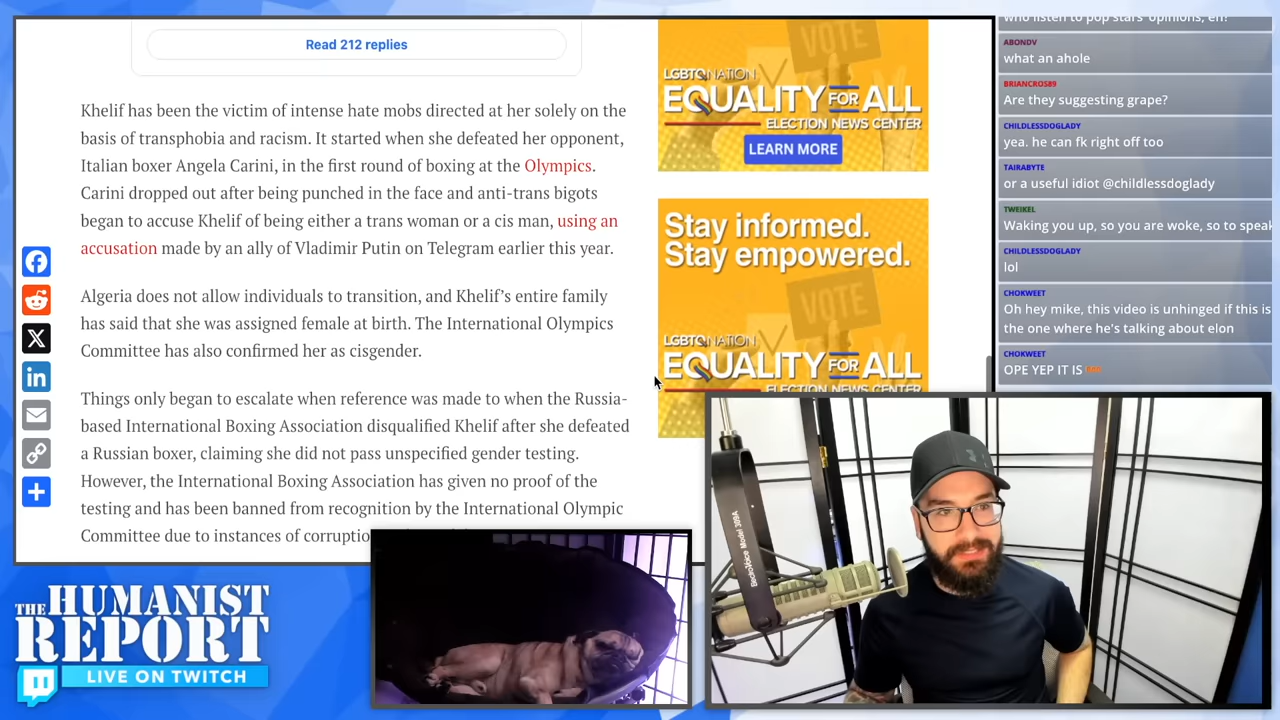 Read 212 replies
Khelif has been the victim of intense hate mobs directed at her solely on the
basis of transphobia and racism. It started when she defeated her opponent,
Italian boxer Angela Carini, in the first round of boxing at the Olympics.
Carini dropped out after being punched in the face and anti-trans bigots
began to accuse Khelif of being either a trans woman or a cis man, using an
accusation made by an ally of Vladimir Putin on Telegram earlier this year.
Algeria does not allow individuals to transition, and Khelif's entire family
has said that she was assigned female at birth. The International Olympics
Committee has also confirmed her as cisgender.
Things only began to escalate when reference was made to when the Russia-
based International Boxing Association disqualified Khelif after she defeated
a Russian boxer, claiming she did not pass unspecified gender testing.
However, the International Boxing Association has given no proof of the
testing and has been banned from recognition by the International Olympic
Committee due to instances of corruptio
VOTE
LGBTQ NATION
EQUALITY FOR ALL
ELECTION NEWS CENTER
LEARN MORE
Stay informed.
Stay empowered.
VOTE
LGBTQ NATION
EQUALITY FOR ALL
ELECTION NEWS CENTER
who listen to pop stars' opinions, eh?
ABONDV
what an ahole
BRIANCROS89
Are they suggesting grape?
CHILDLESSDOGLADY
yea. he can fk right off too
TAIRABYTE
or a useful idiot @childlessdoglady
TWEIKEL
Waking you up, so you are woke, so to speak
CHILDLESSDOGLADY
lol
CHOKWEET
Oh hey mike, this video is unhinged if this is
the one where he's talking about elon
CHOKWEET
OPE YEP IT IS
THE HUMANIST
REPORT
LIVE ON TWITCH